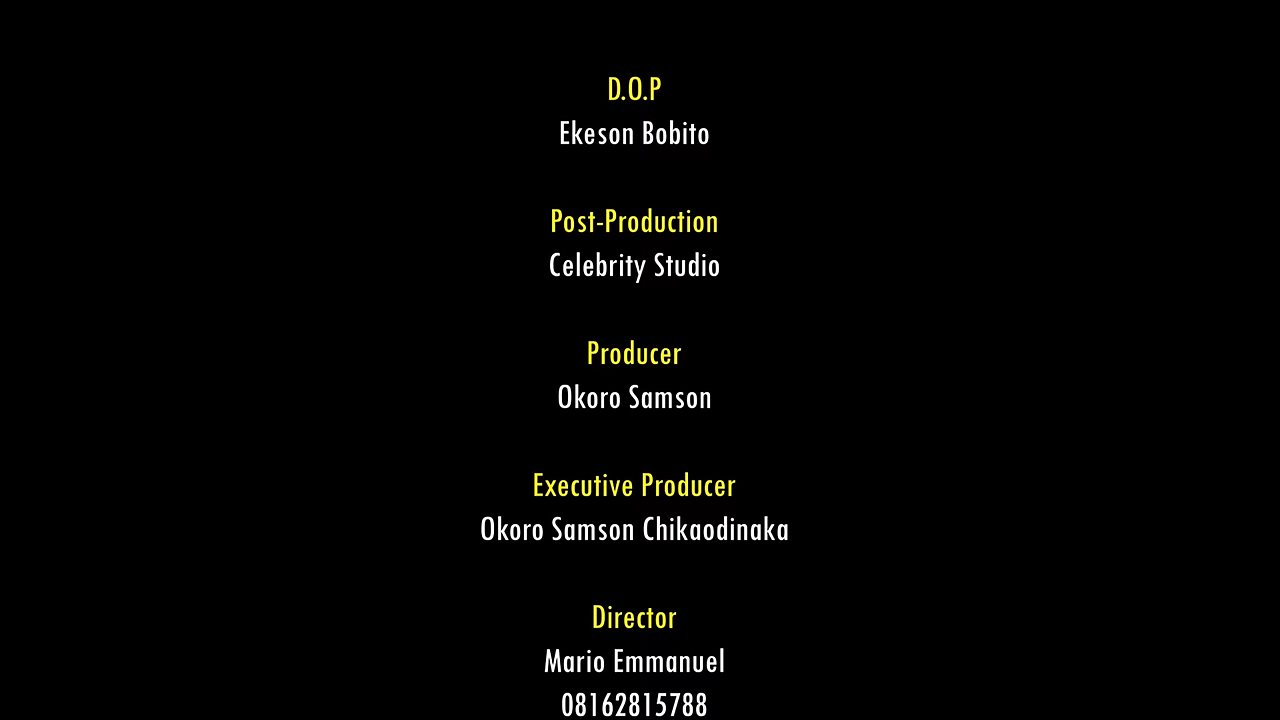 D.O.P
Ekeson Bobito
Post-Production
Celebrity Studio
Producer
Okoro Samson
Executive Producer
Okoro Samson Chikaodinaka
Director
Mario Emmanuel
08162815788